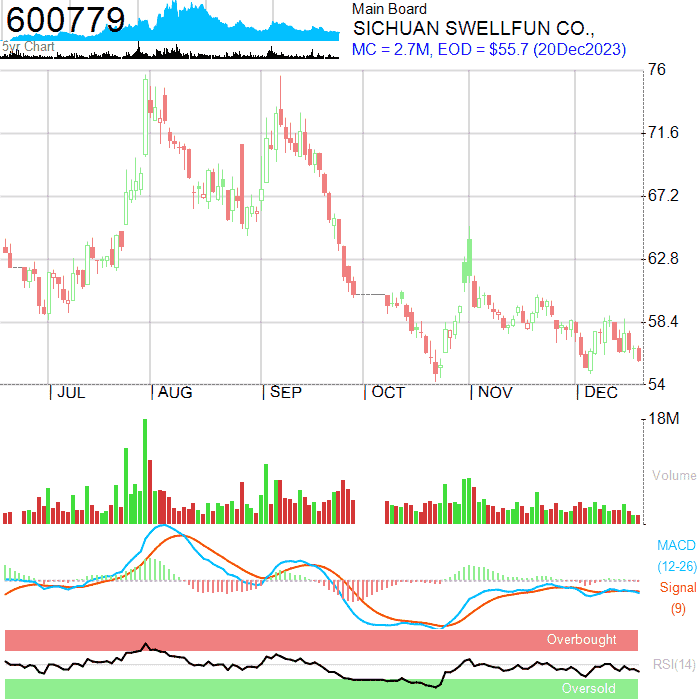 600779
5yr Chart
Main Board
SICHUAN SWELLFUN CO.,
MC = 2.7M, EOD = $55.7 (20Dec2023)
76
71.6
67.2
62.8
58.4
54
JUL AUG SEP OCT NOV DEC
18M
Volume
MACD
(12-26)
Signal
(9)
Overbought
RSI(14)
Oversold